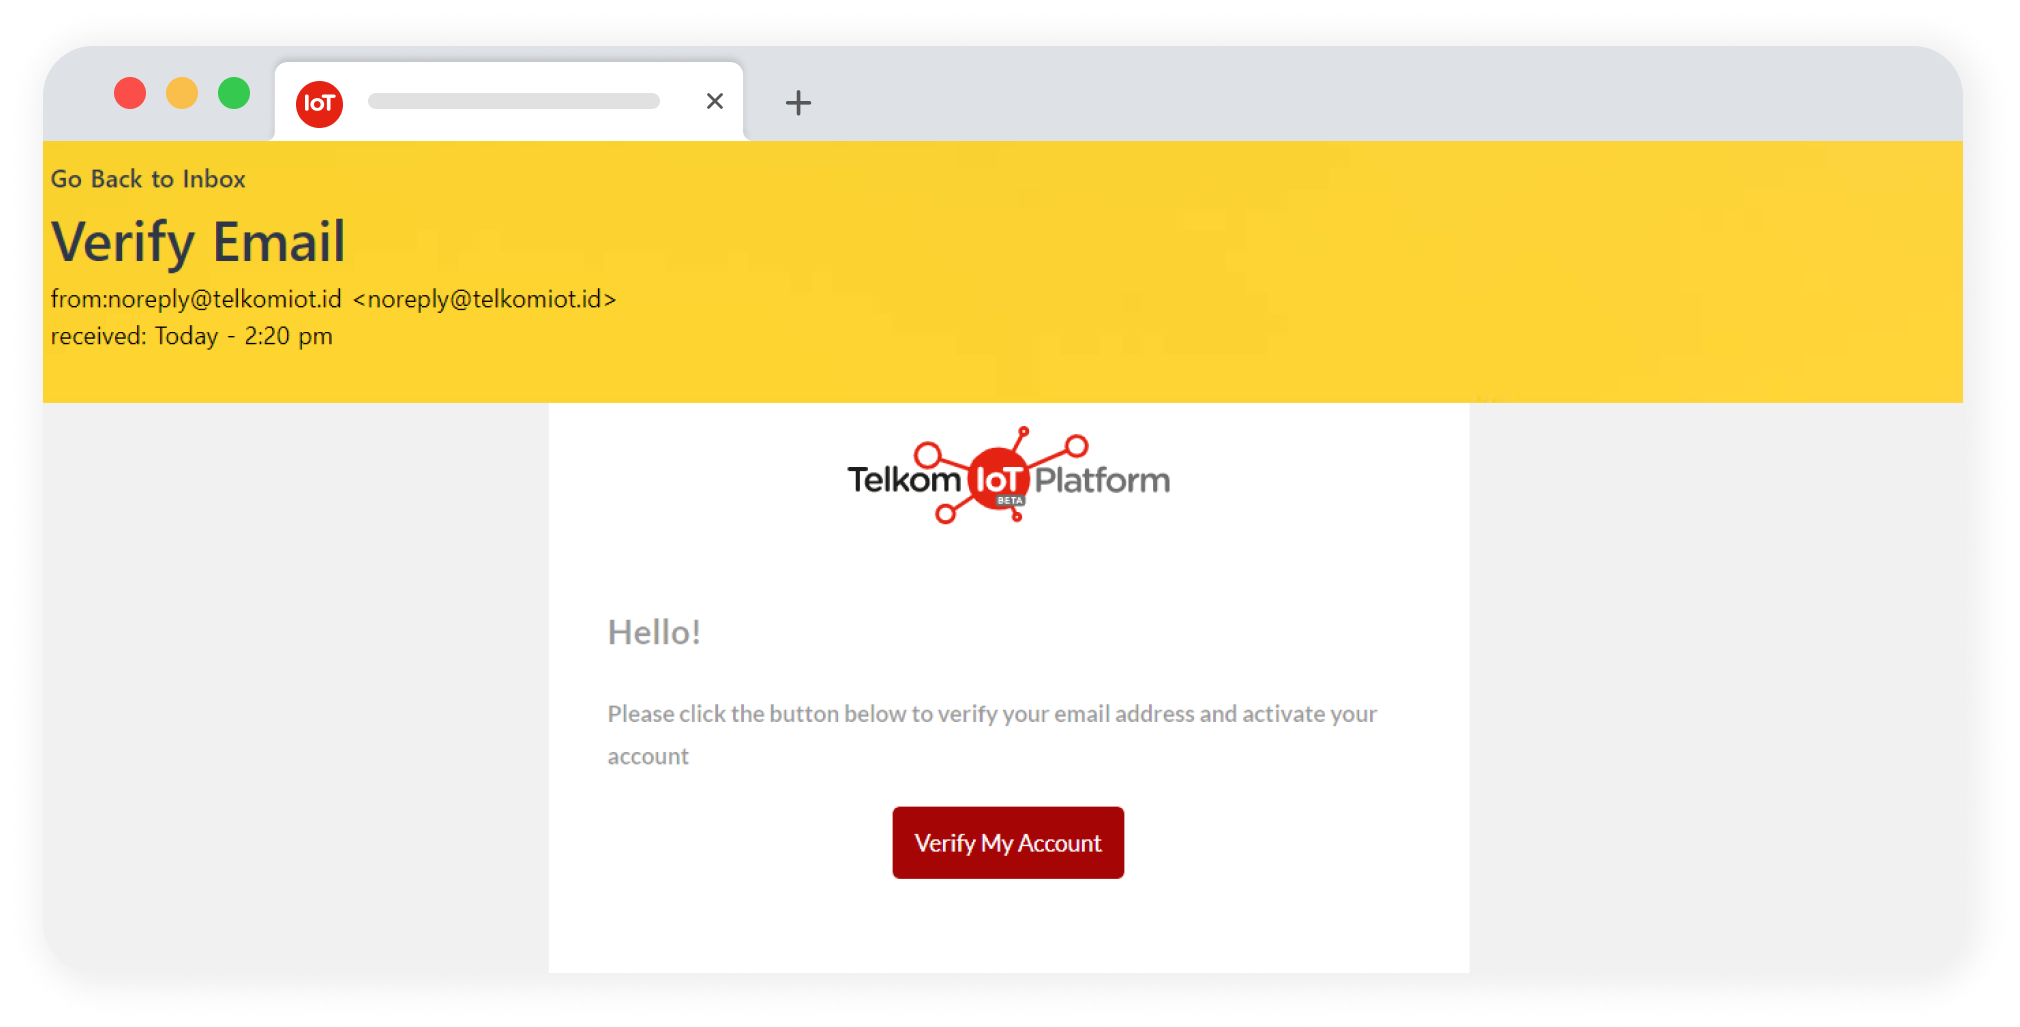 IoT
Go Back to Inbox
Verify Email
from:noreply@telkomiot.id <noreply@telkomiot.id>
received: Today - 2:20 pm
Telkom IoT Platform
BETA
Hello!
Please click the button below to verify your email address and activate your
account
Verify My Account